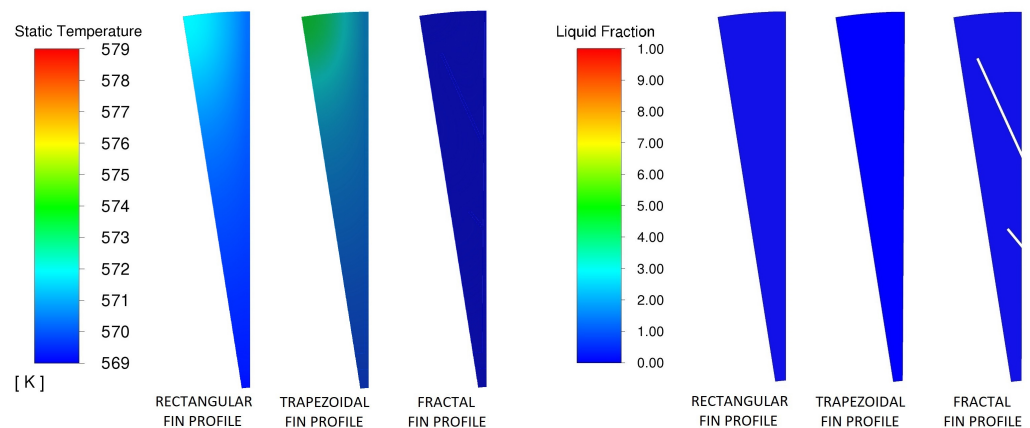 Static Temperature
579
578
577
576
575
574
573
572
571
570
569
[ K ]
RECTANGULAR
FIN PROFILE
TRAPEZOIDAL
FIN PROFILE
FRACTAL
FIN PROFILE
Liquid Fraction
1.00
9.00
8.00
7.00
6.00
5.00
4.00
3.00
2.00
1.00
0.00
RECTANGULAR
FIN PROFILE
TRAPEZOIDAL
FIN PROFILE
FRACTAL
FIN PROFILE